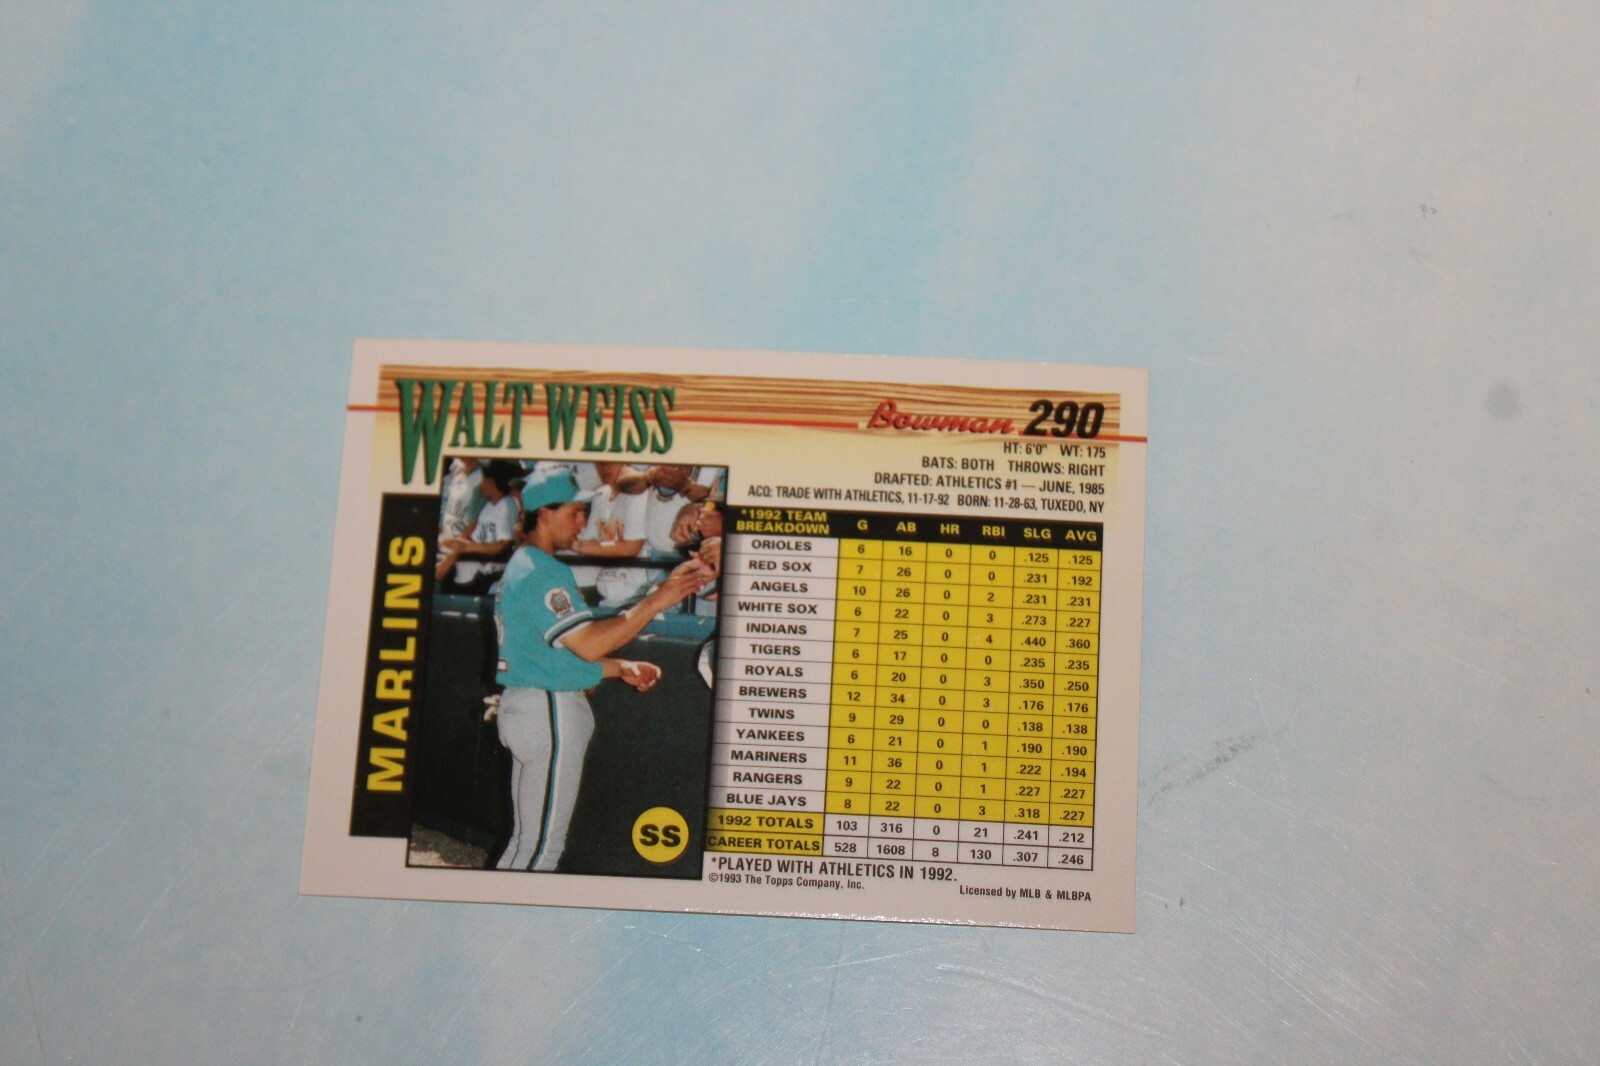 WALT WEISS
Bowman 290
HT: 6'0" WT: 175
BATS: BOTH THROWS: RIGHT
DRAFTED: ATHLETICS #1 — JUNE, 1985
ACQ: TRADE WITH ATHLETICS, 11-17-92 BORN: 11-28-63, TUXEDO, NY
MARLINS
SS
*1992 TEAM
BREAKDOWN G AB HR RBI SLG AVG
ORIOLES 6 16 0 0 .125 .125
RED SOX 7 26 0 0 .231 .192
ANGELS 10 26 0 2 .231 .231
WHITE SOX 6 22 0 3 .273 .227
INDIANS 7 25 0 4 .440 .360
TIGERS 6 17 0 0 .235 .235
ROYALS 6 20 0 3 .350 .250
BREWERS 12 34 0 3 .176 .176
TWINS 9 29 0 0 .138 .138
YANKEES 6 21 0 1 .190 .190
MARINERS 11 36 0 1 .222 .194
RANGERS 9 22 0 1 .227 .227
BLUE JAYS 8 22 0 3 .318 .227
1992 TOTALS 103 316 0 21 .241 .212
CAREER TOTALS 528 1608 8 130 .307 .246
*PLAYED WITH ATHLETICS IN 1992.
©1993 The Topps Company, Inc.
Licensed by MLB & MLBPA